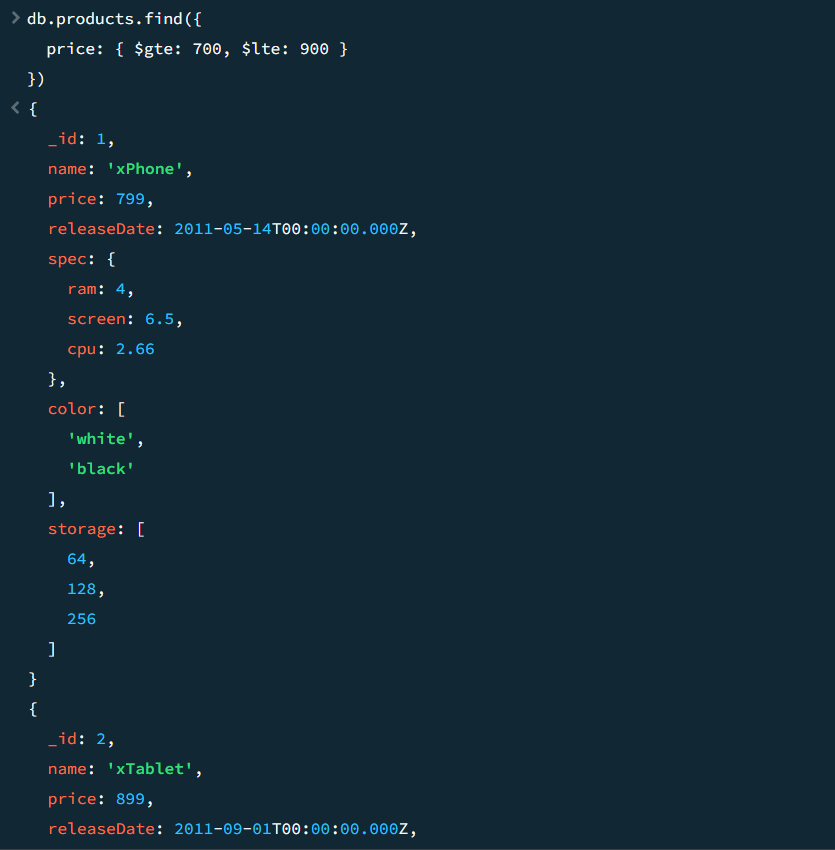 > db.products.find({
price: { $gte: 700, $lte: 900 }
})
< {
_id: 1,
name: 'xPhone',
price: 799,
releaseDate: 2011-05-14T00:00:00.000Z,
spec: {
ram: 4,
screen: 6.5,
cpu: 2.66
},
color: [
'white',
'black'
],
storage: [
64,
128,
256
]
}
{
_id: 2,
name: 'xTablet',
price: 899,
releaseDate: 2011-09-01T00:00:00.000Z,